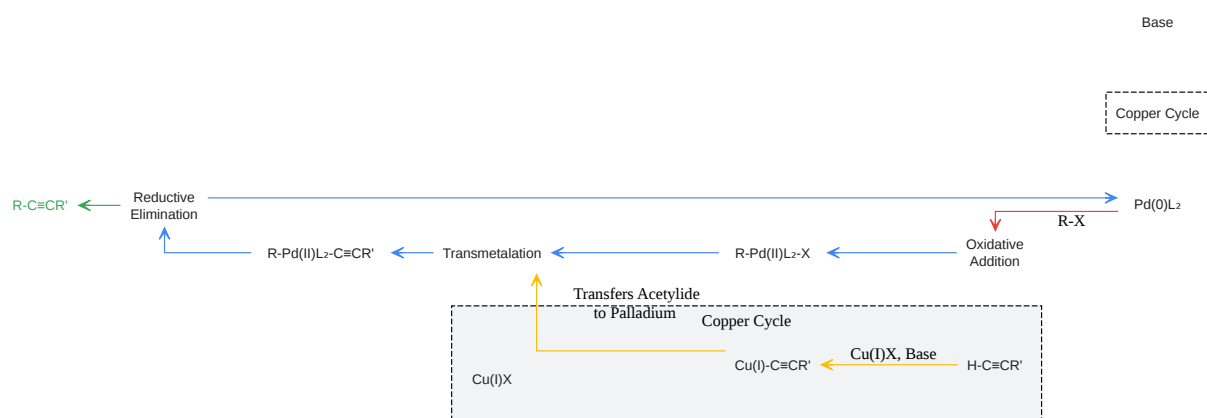 Base
Copper Cycle
R-C≡CR'
Reductive
Elimination
Pd(0)L₂
R-X
R-Pd(II)L₂-C≡CR'
Transmetalation
R-Pd(II)L₂-X
Oxidative
Addition
Transfers Acetylide
to Palladium
Copper Cycle
Cu(I)X
Cu(I)-C≡CR'
Cu(I)X, Base
H-C≡CR'